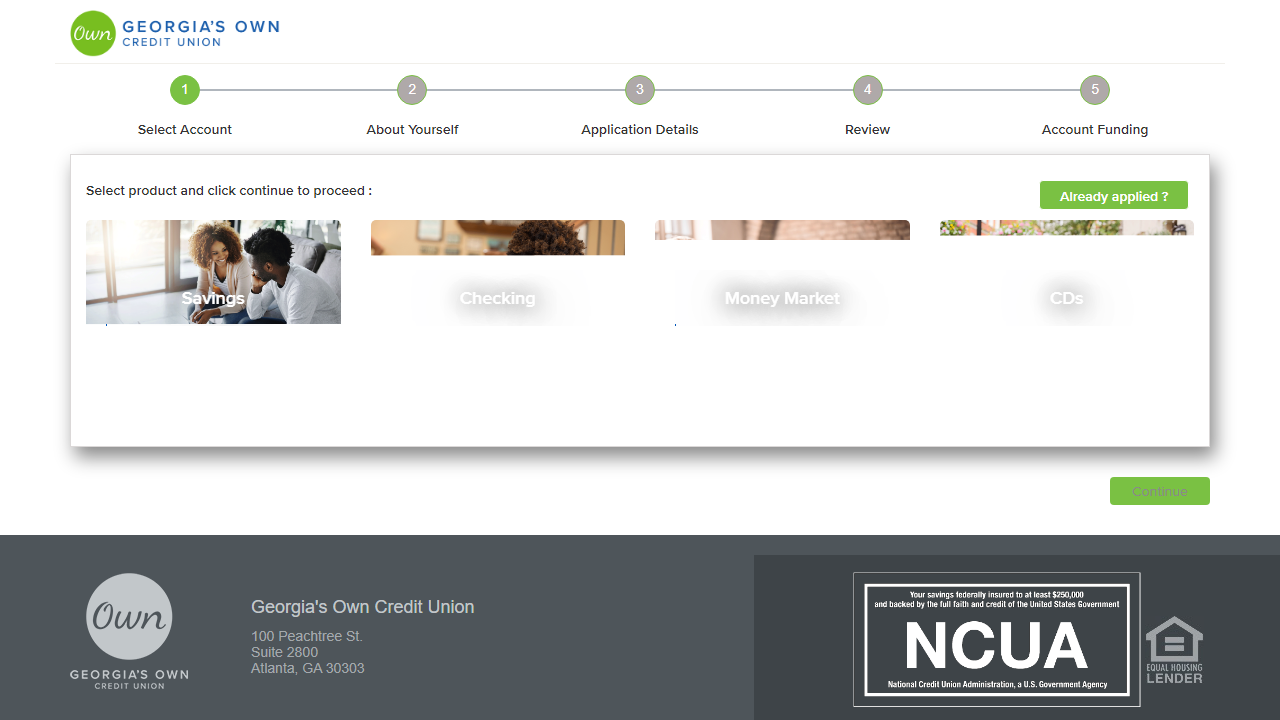 Own
GEORGIA'S OWN
CREDIT UNION
1
2
3
4
5
Select Account
About Yourself
Application Details
Review
Account Funding
Select product and click continue to proceed :
Already applied ?
Savings
Checking
Money Market
CDs
Continue
Own
GEORGIA'S OWN
CREDIT UNION
Georgia's Own Credit Union
100 Peachtree St.
Suite 2800
Atlanta, GA 30303
Your savings federally insured to at least $250,000
and backed by the full faith and credit of the United States Government
NCUA
National Credit Union Administration, a U.S. Government Agency
EQUAL HOUSING
LENDER